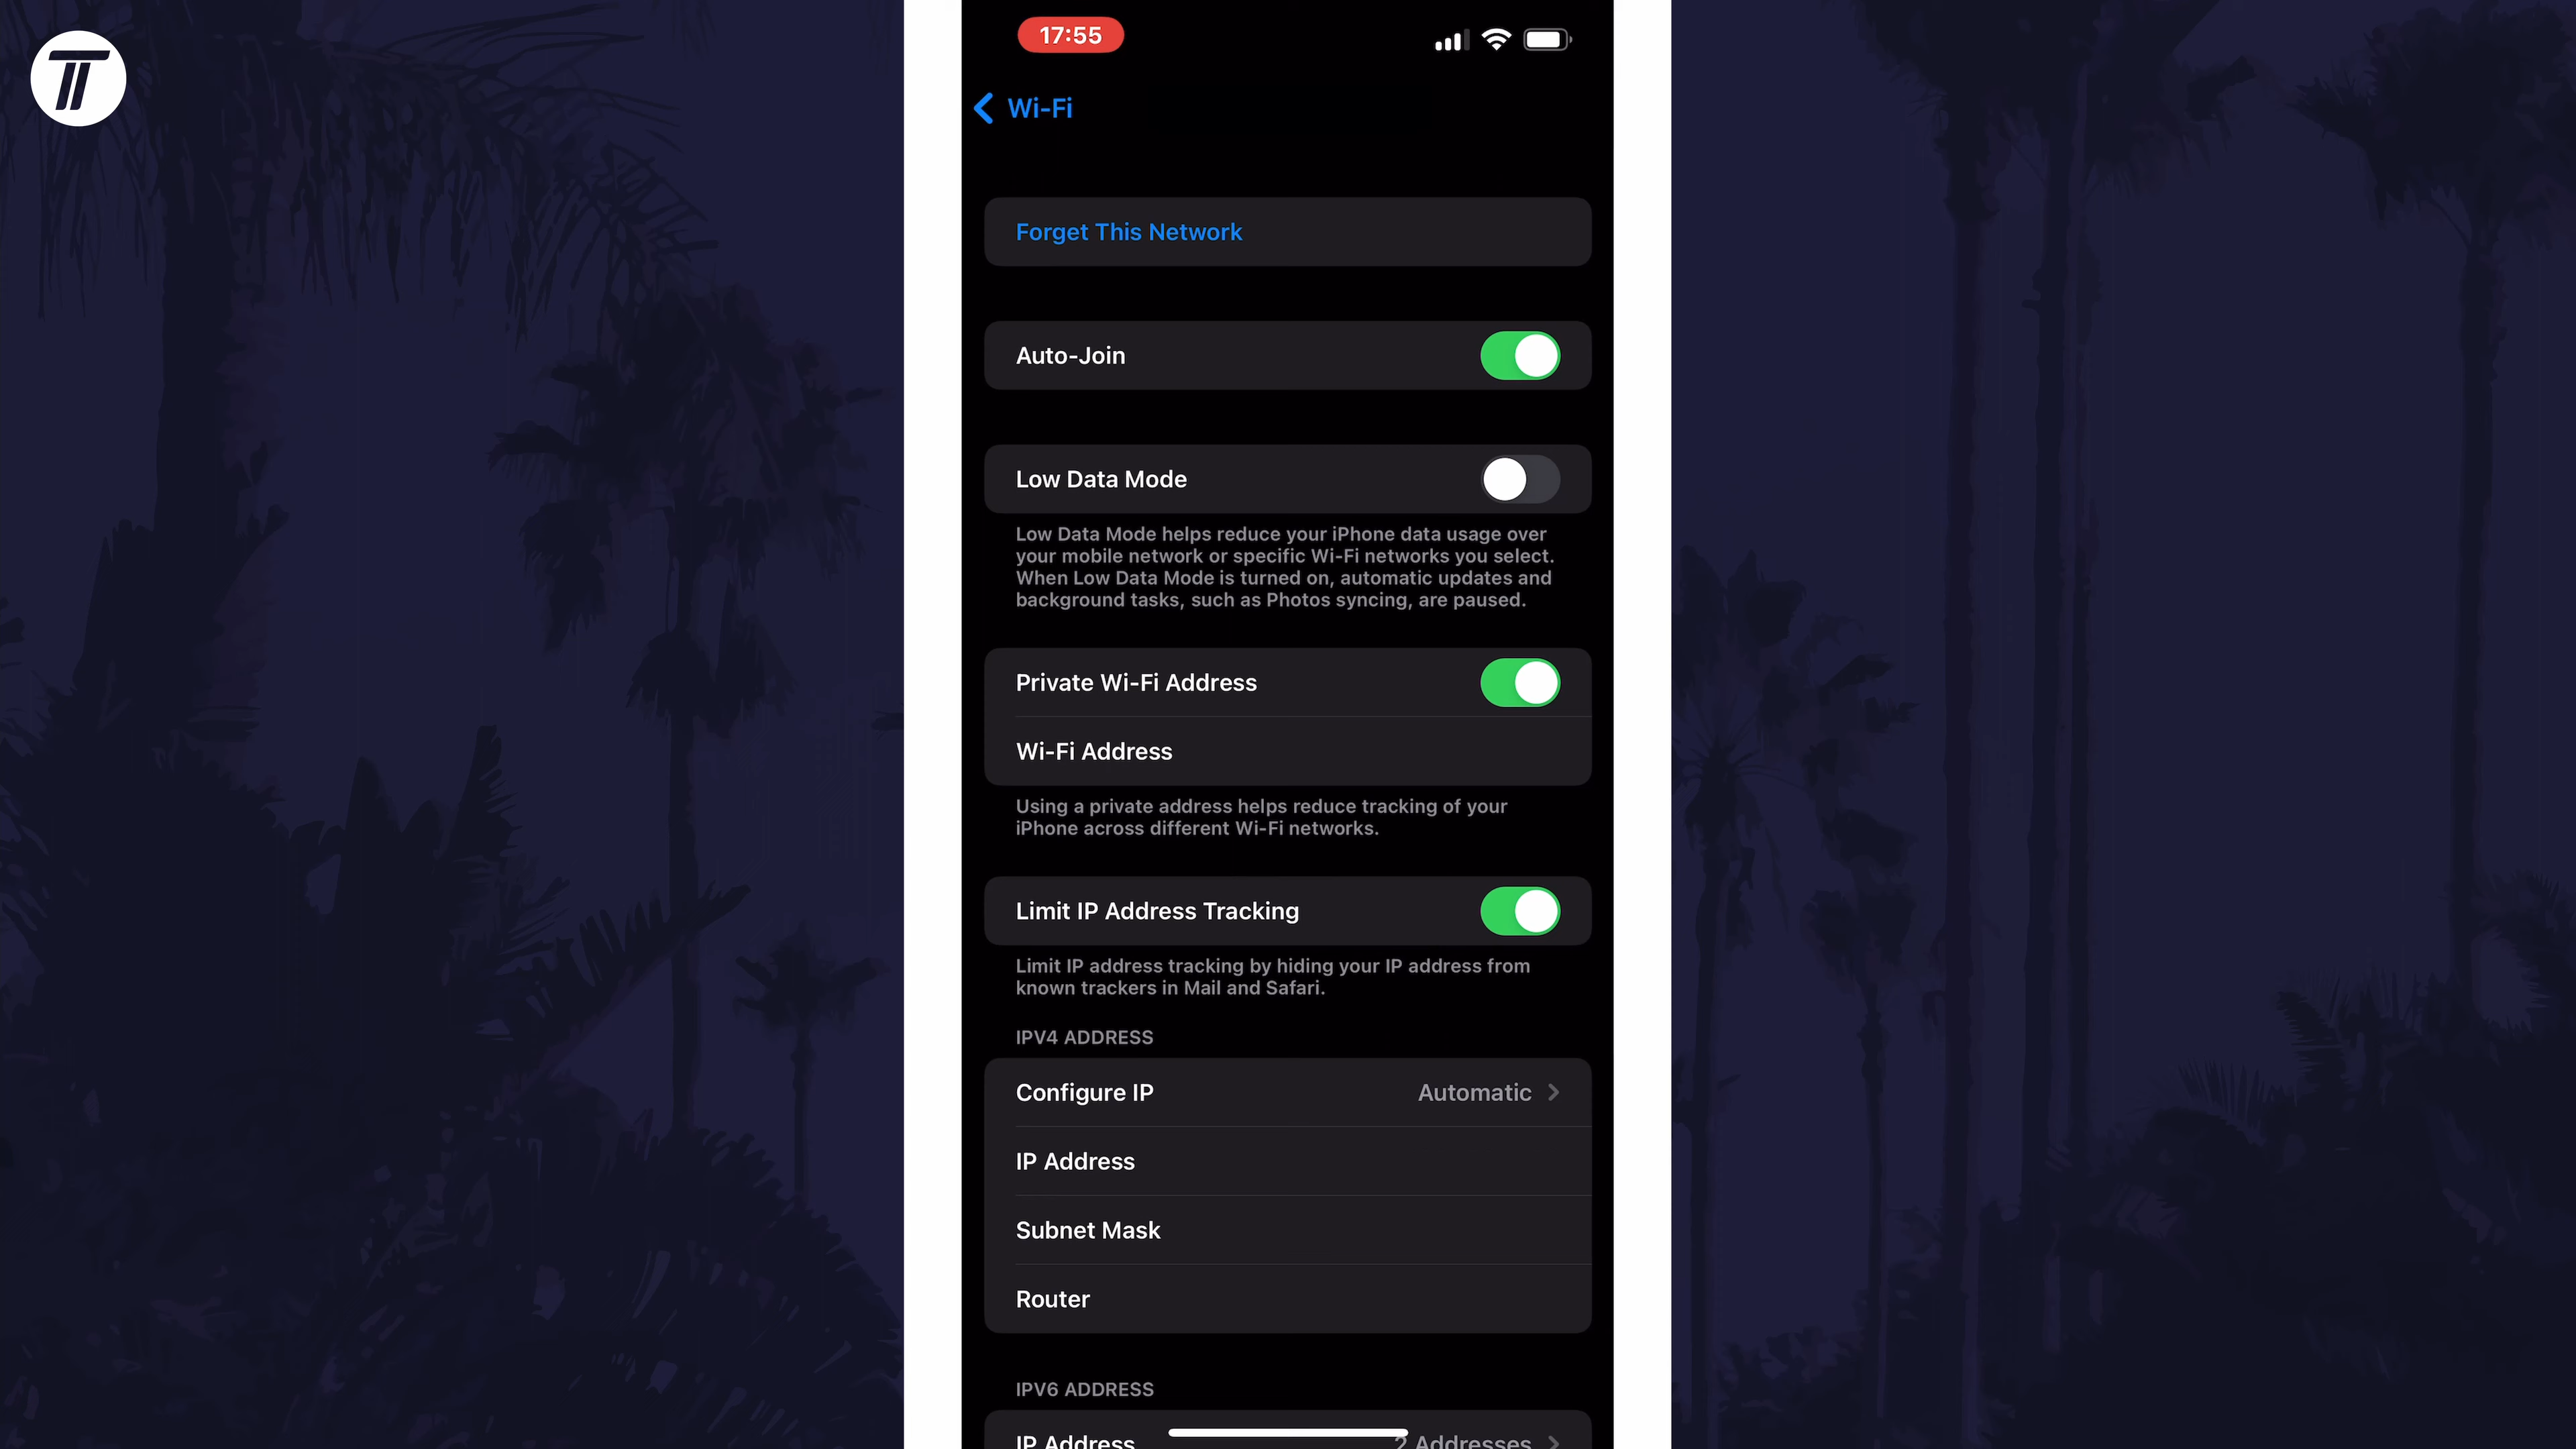 17:55
Wi-Fi
Forget This Network
Auto-Join
Low Data Mode
Low Data Mode helps reduce your iPhone data usage over
your mobile network or specific Wi-Fi networks you select.
When Low Data Mode is turned on, automatic updates and
background tasks, such as Photos syncing, are paused.
Private Wi-Fi Address
Wi-Fi Address
Using a private address helps reduce tracking of your
iPhone across different Wi-Fi networks.
Limit IP Address Tracking
Limit IP address tracking by hiding your IP address from
known trackers in Mail and Safari.
IPV4 ADDRESS
Configure IP Automatic
IP Address
Subnet Mask
Router
IPV6 ADDRESS
IP Address 2 Addresses